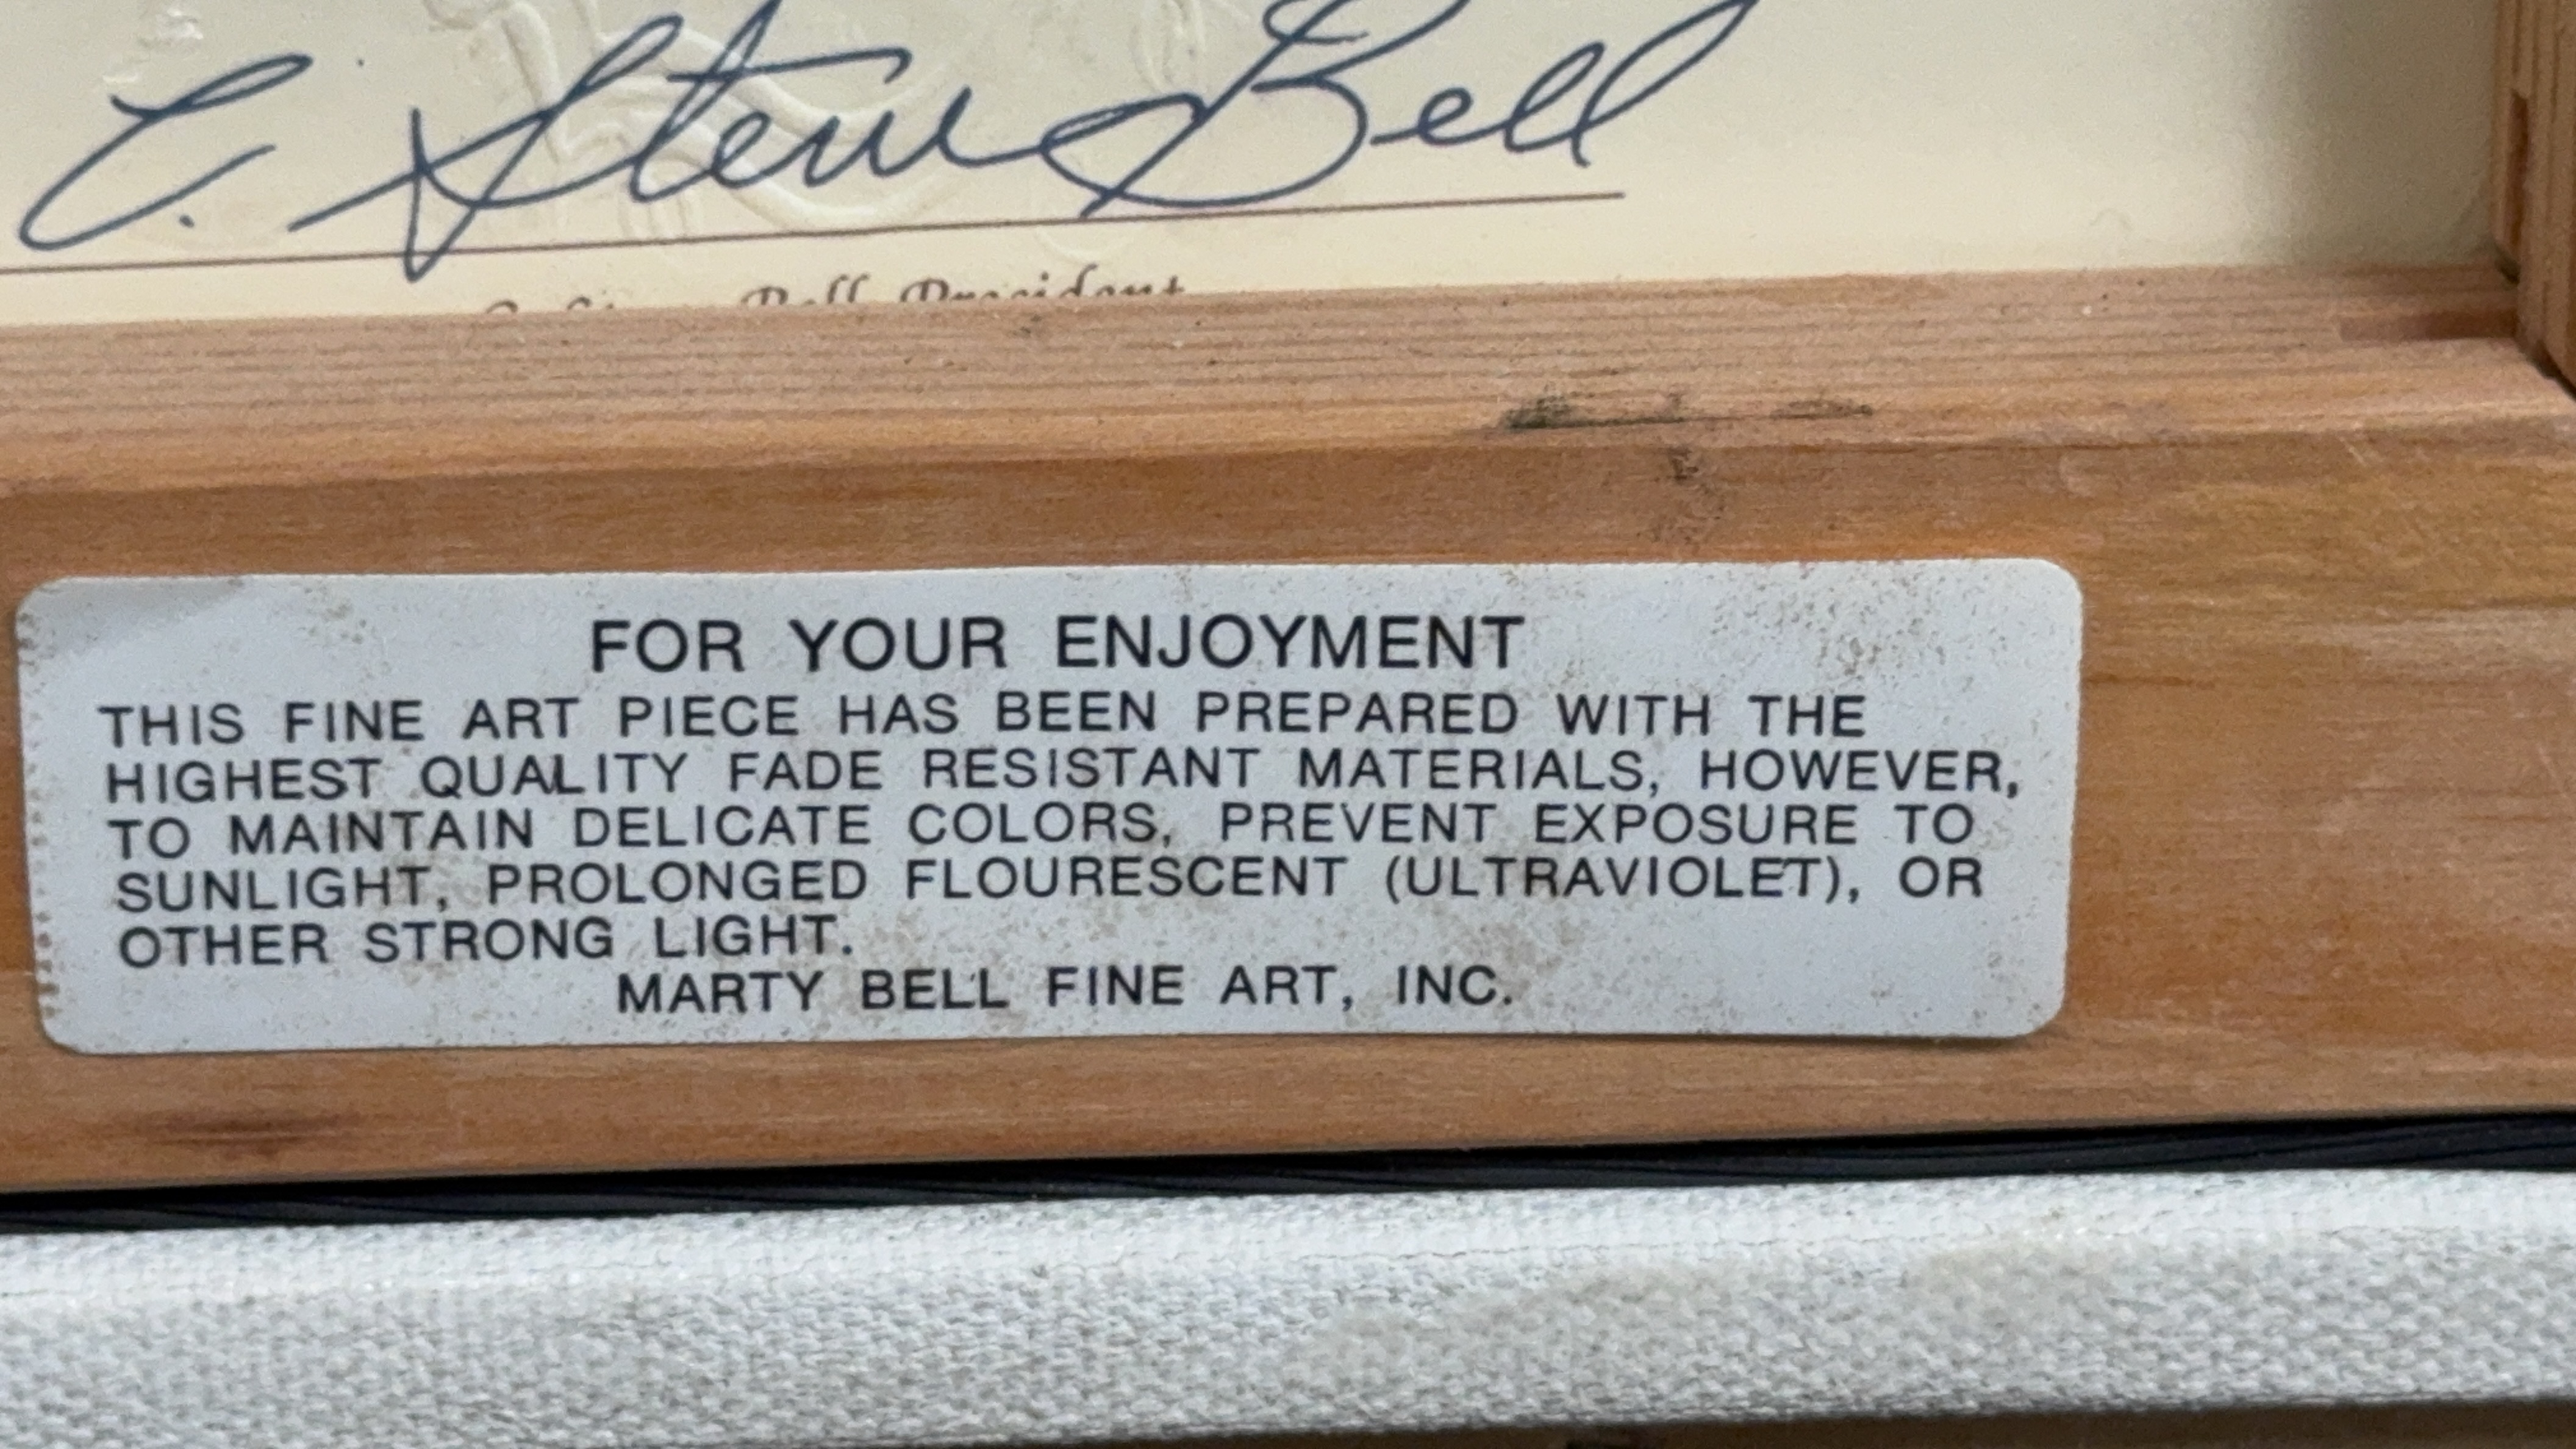 C. Steve Bell
Bell, President
FOR YOUR ENJOYMENT
THIS FINE ART PIECE HAS BEEN PREPARED WITH THE
HIGHEST QUALITY FADE RESISTANT MATERIALS, HOWEVER,
TO MAINTAIN DELICATE COLORS, PREVENT EXPOSURE TO
SUNLIGHT, PROLONGED FLOURESCENT (ULTRAVIOLET), OR
OTHER STRONG LIGHT.
MARTY BELL FINE ART, INC.